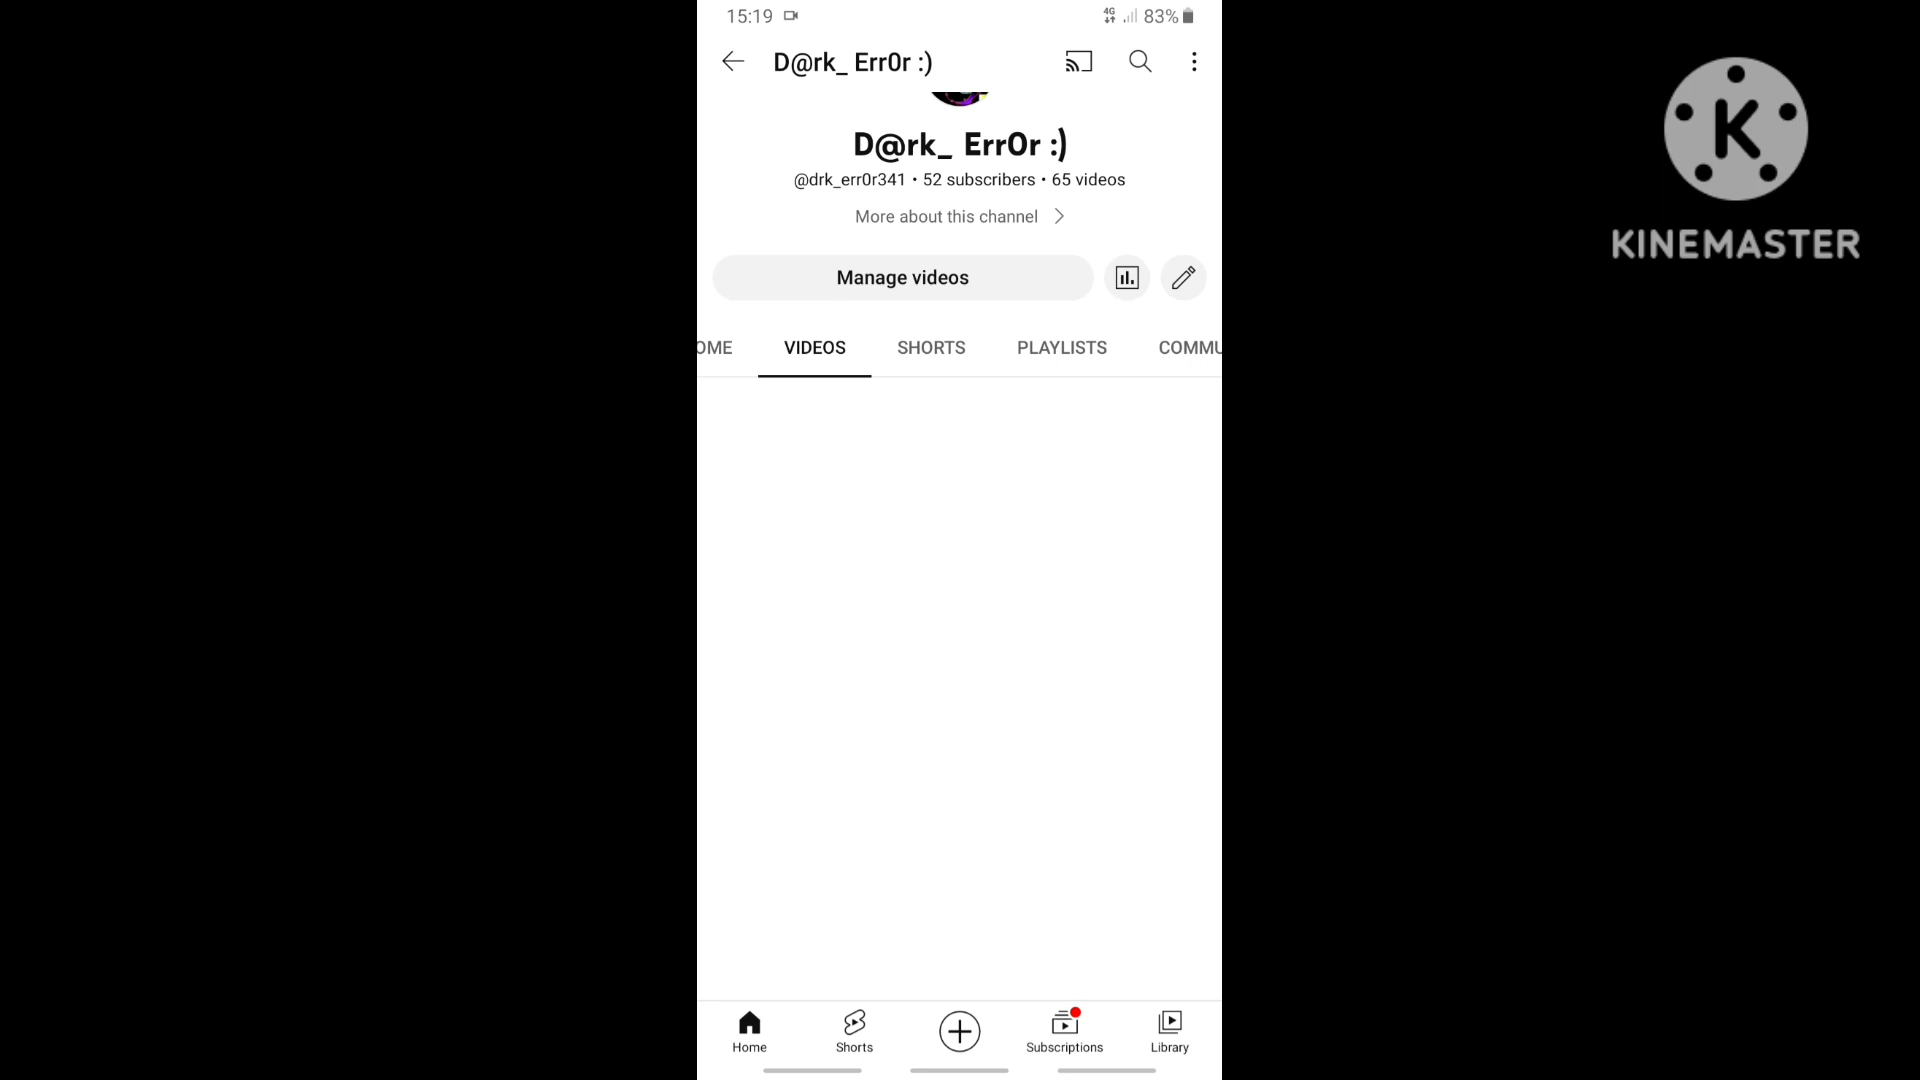 15:19 4G 83%
D@rk_ Err0r :)
D@rk_ Err0r :)
@drk_err0r341 • 52 subscribers • 65 videos
More about this channel
Manage videos
OME VIDEOS SHORTS PLAYLISTS COMMU
Home Shorts Subscriptions Library
K
KINEMASTER